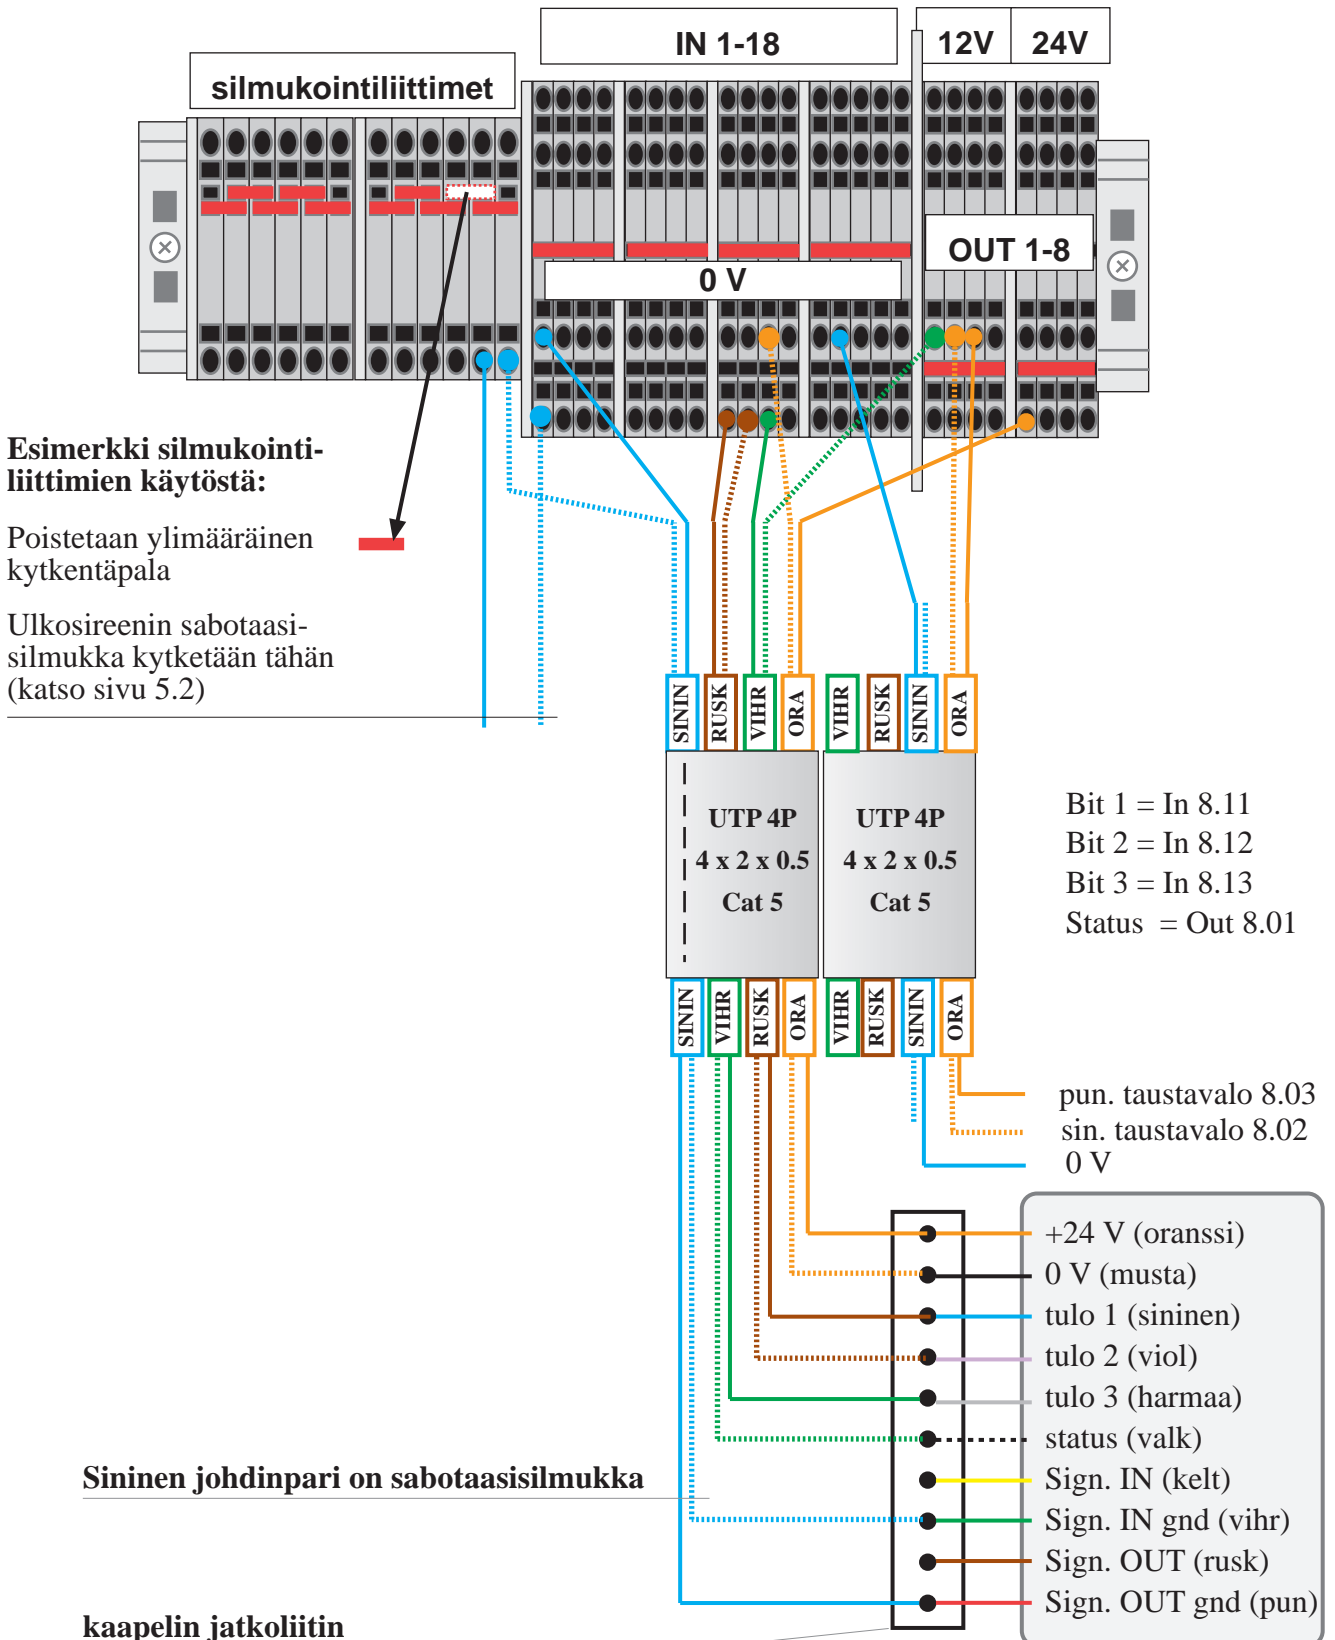 IN 1-18
12V
24V
silmukointiliittimet
OUT 1-8
0 V
Esimerkki silmukointi-
liittimien käytöstä:
Poistetaan ylimääräinen
kytkentäpala
Ulkosireenin sabotaasi-
silmukka kytketään tähän
(katso sivu 5.2)
SININ
RUSK
VIHR
ORA
VIHR
RUSK
SININ
ORA
UTP 4P
4 x 2 x 0.5
Cat 5
UTP 4P
4 x 2 x 0.5
Cat 5
Bit 1 = In 8.11
Bit 2 = In 8.12
Bit 3 = In 8.13
Status = Out 8.01
SININ
VIHR
RUSK
ORA
VIHR
RUSK
SININ
ORA
pun. taustavalo 8.03
sin. taustavalo 8.02
0 V
+24 V (oranssi)
0 V (musta)
tulo 1 (sininen)
tulo 2 (viol)
tulo 3 (harmaa)
status (valk)
Sininen johdinpari on sabotaasisilmukka
Sign. IN (kelt)
Sign. IN gnd (vihr)
Sign. OUT (rusk)
Sign. OUT gnd (pun)
kaapelin jatkoliitin